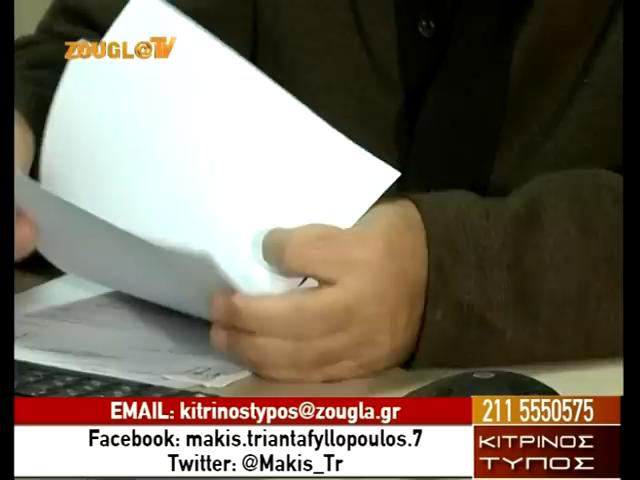 ZOUGL@TV
EMAIL: kitrinostypos@zougla.gr
211 5550575
Facebook: makis.triantafyllopoulos.7
Twitter: @Makis_Tr
ΚΙΤΡΙΝΟΣ
ΤΥΠΟΣ